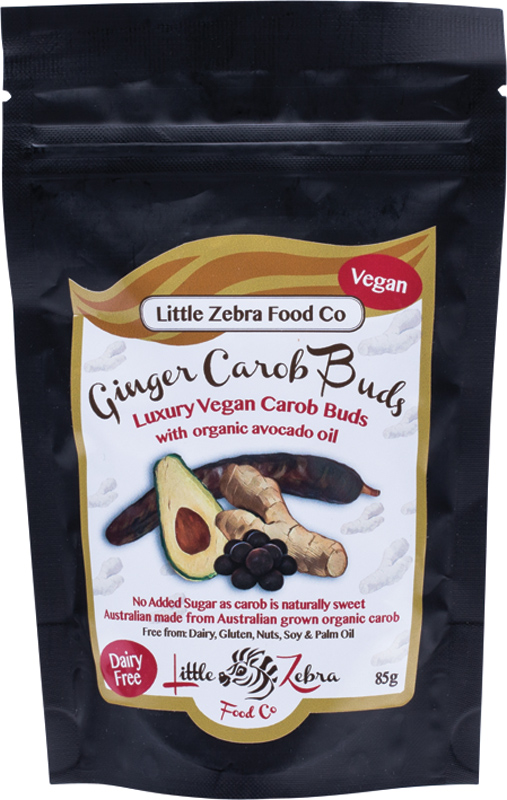 Vegan
Little Zebra Food Co
Ginger Carob Buds
Luxury Vegan Carob Buds
with organic avocado oil
No Added Sugar as carob is naturally sweet
Australian made from Australian grown organic carob
Free from: Dairy, Gluten, Nuts, Soy & Palm Oil
Dairy
Free
Little Zebra
Food Co
85g